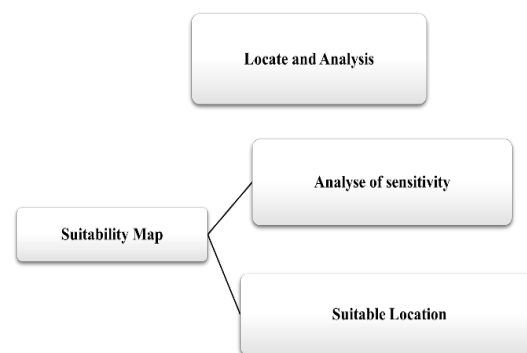 Locate and Analysis
Analyse of sensitivity
Suitability Map
Suitable Location